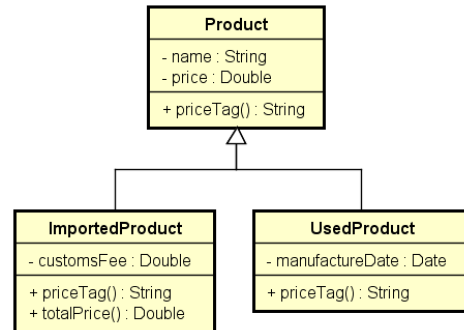 Product
- name : String
- price : Double
+ priceTag() : String
ImportedProduct
- customsFee : Double
+ priceTag() : String
+ totalPrice() : Double
UsedProduct
- manufactureDate : Date
+ priceTag() : String